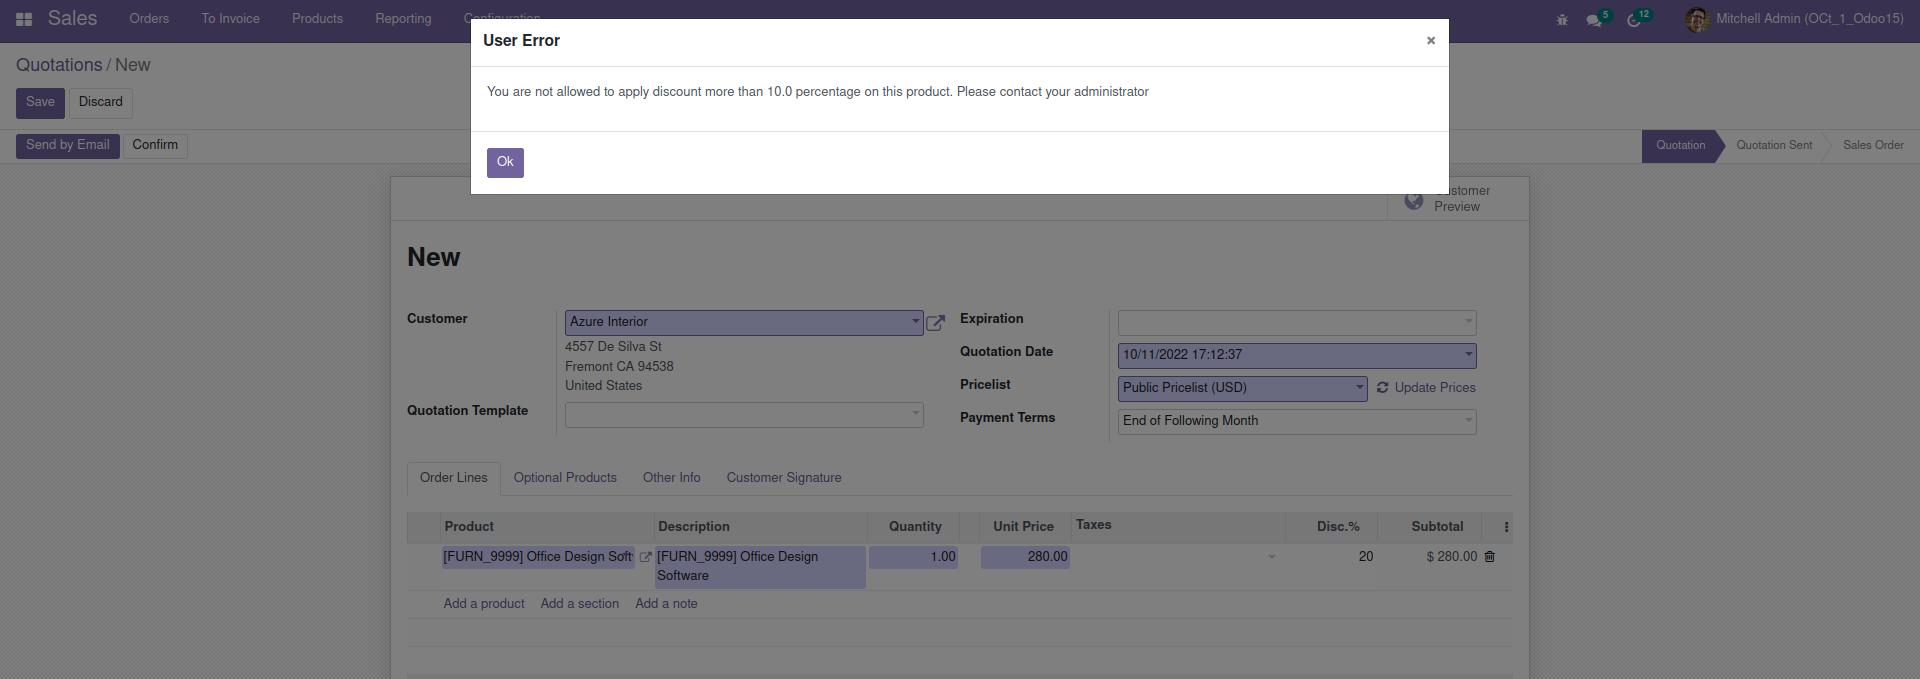 Sales Orders To Invoice Products Reporting Configuration 5 12 Mitchell Admin (OCt_1_Odoo15)
User Error ×
You are not allowed to apply discount more than 10.0 percentage on this product. Please contact your administrator
Ok
Quotations / New
Save Discard
Send by Email Confirm Quotation Quotation Sent Sales Order
Customer
Preview
New
Customer Azure Interior
4557 De Silva St
Fremont CA 94538
United States
Quotation Template
Expiration
Quotation Date 10/11/2022 17:12:37
Pricelist Public Pricelist (USD) Update Prices
Payment Terms End of Following Month
Order Lines Optional Products Other Info Customer Signature
Product Description Quantity Unit Price Taxes Disc.% Subtotal
[FURN_9999] Office Design Soft [FURN_9999] Office Design 1.00 280.00 20 $ 280.00
Software
Add a product Add a section Add a note